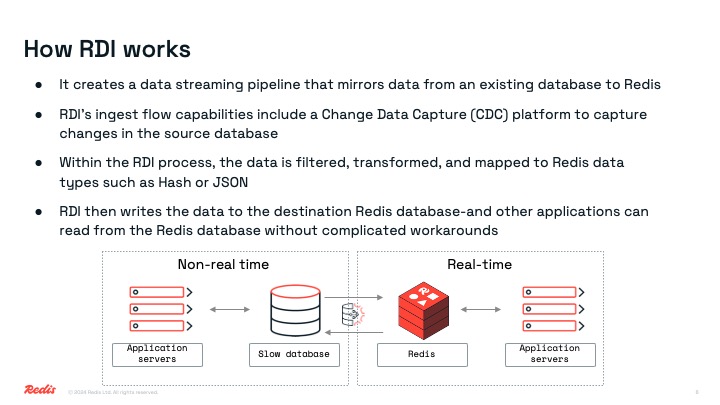 How RDI works
● It creates a data streaming pipeline that mirrors data from an existing database to Redis
● RDI's ingest flow capabilities include a Change Data Capture (CDC) platform to capture
changes in the source database
● Within the RDI process, the data is filtered, transformed, and mapped to Redis data
types such as Hash or JSON
● RDI then writes the data to the destination Redis database-and other applications can
read from the Redis database without complicated workarounds
Non-real time
Real-time
Application
servers
Slow database
Redis
Application
servers
Redis
© 2024 Redis Ltd. All rights reserved.